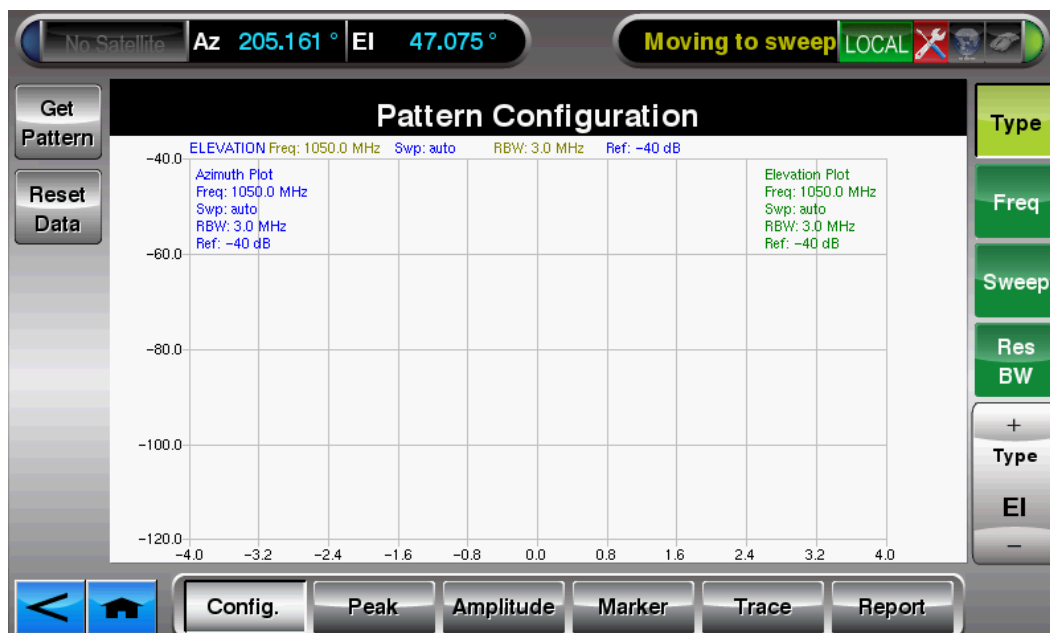 No Satellite Az 205.161 ° El 47.075 ° Moving to sweep LOCAL
Get
Pattern
Reset
Data
Pattern Configuration
ELEVATION Freq: 1050.0 MHz Swp: auto RBW: 3.0 MHz Ref: −40 dB
Azimuth Plot
Freq: 1050.0 MHz
Swp: auto
RBW: 3.0 MHz
Ref: −40 dB
Elevation Plot
Freq: 1050.0 MHz
Swp: auto
RBW: 3.0 MHz
Ref: −40 dB
−40.0
−60.0
−80.0
−100.0
−120.0
−4.0 −3.2 −2.4 −1.6 −0.8 0.0 0.8 1.6 2.4 3.2 4.0
Type
Freq
Sweep
Res
BW
+
Type
El
−
< Config. Peak Amplitude Marker Trace Report